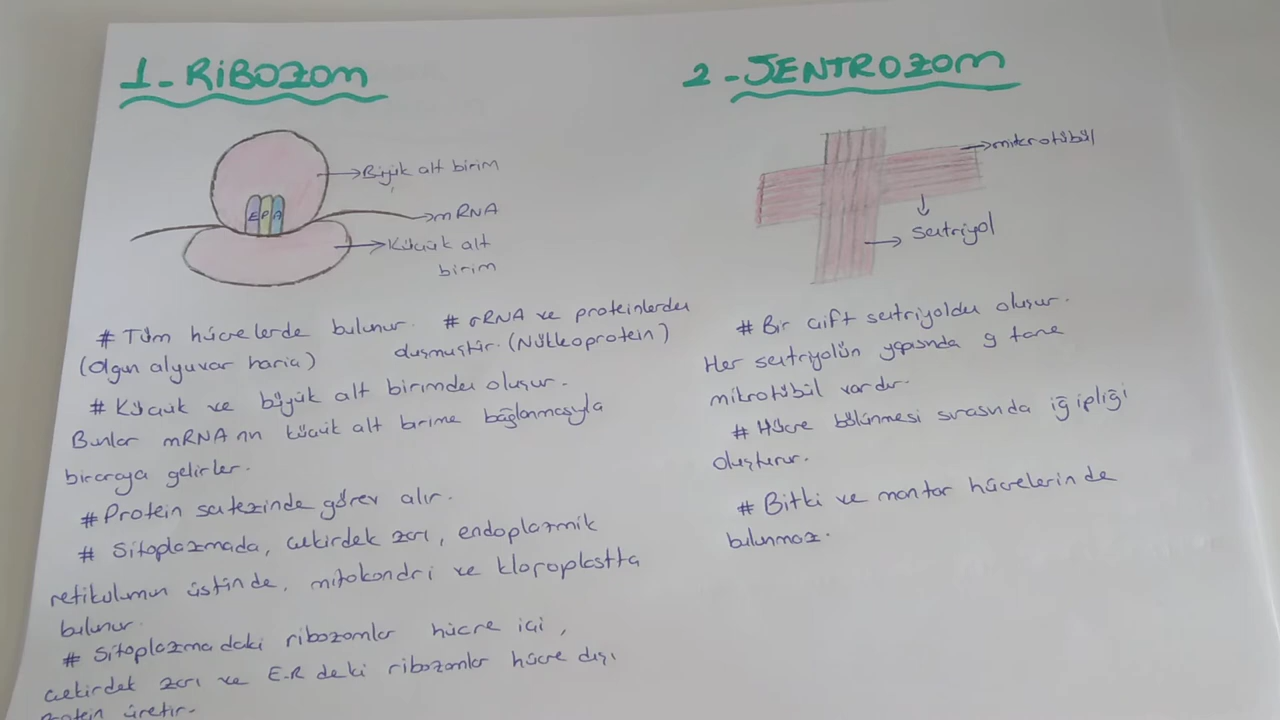 1-RİBOZOM
Büyük alt birim
E P A
mRNA
Küçük alt
birim
# Tüm hücrelerde bulunur. # rRNA ve proteinlerden
(Olgun alyuvar hariç) oluşmuştur. (Nükleoprotein)
# Küçük ve büyük alt birimden oluşur.
Bunlar mRNA nın küçük alt birime bağlanmasıyla
biraraya gelirler.
# Protein sentezinde görev alır.
# Sitoplazmada, çekirdek zarı, endoplazmik
retikulumun üstünde, mitokondri ve kloroplastta
bulunur.
# Sitoplazmadaki ribozomlar hücre içi,
çekirdek zarı ve E.R deki ribozomlar hücre dışı
protein üretir.
2-SENTROZOM
mikrotübül
sentriyol
# Bir çift sentriyolden oluşur.
Her sentriyolün yapısında 9 tane
mikrotübül vardır.
# Hücre bölünmesi sırasında iğ ipliği
oluşturur.
# Bitki ve mantar hücrelerinde
bulunmaz.